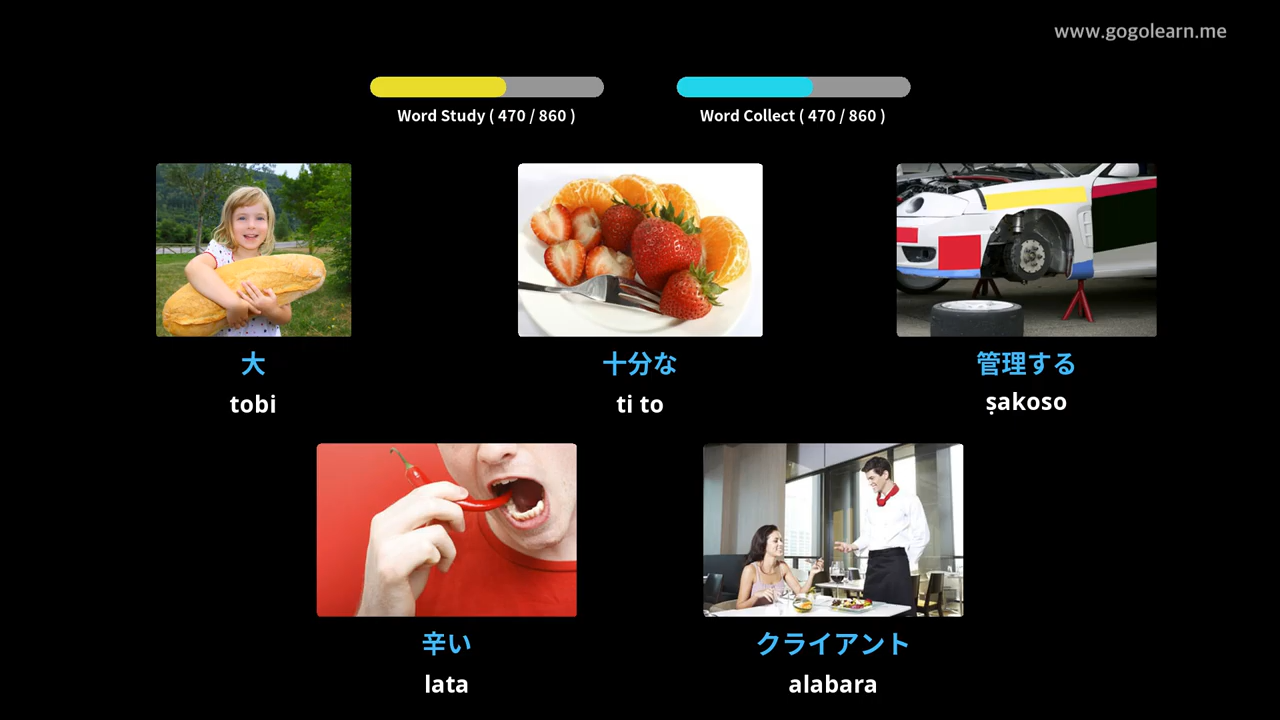 www.gogolearn.me
Word Study ( 470 / 860 )
Word Collect ( 470 / 860 )
大
tobi
十分な
ti to
管理する
ṣakoso
辛い
lata
クライアント
alabara